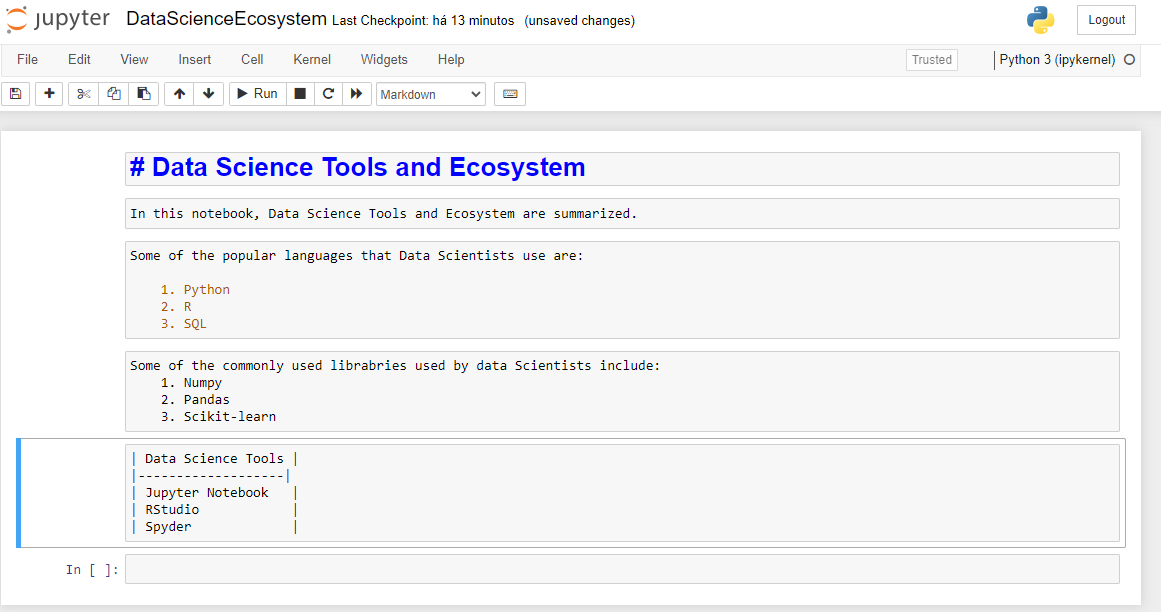 jupyter DataScienceEcosystem Last Checkpoint: há 13 minutos (unsaved changes) Logout
File Edit View Insert Cell Kernel Widgets Help Trusted Python 3 (ipykernel)
Run Markdown
# Data Science Tools and Ecosystem
In this notebook, Data Science Tools and Ecosystem are summarized.
Some of the popular languages that Data Scientists use are:
1. Python
2. R
3. SQL
Some of the commonly used librabries used by data Scientists include:
1. Numpy
2. Pandas
3. Scikit-learn
| Data Science Tools |
|-------------------|
| Jupyter Notebook |
| RStudio |
| Spyder |
In [ ]: